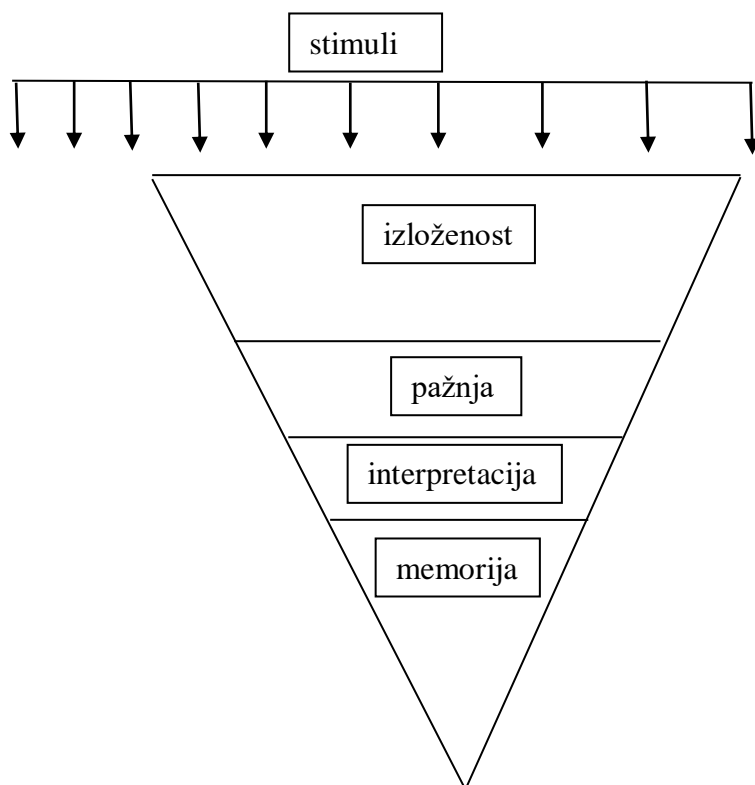 stimuli
izloženost
pažnja
interpretacija
memorija